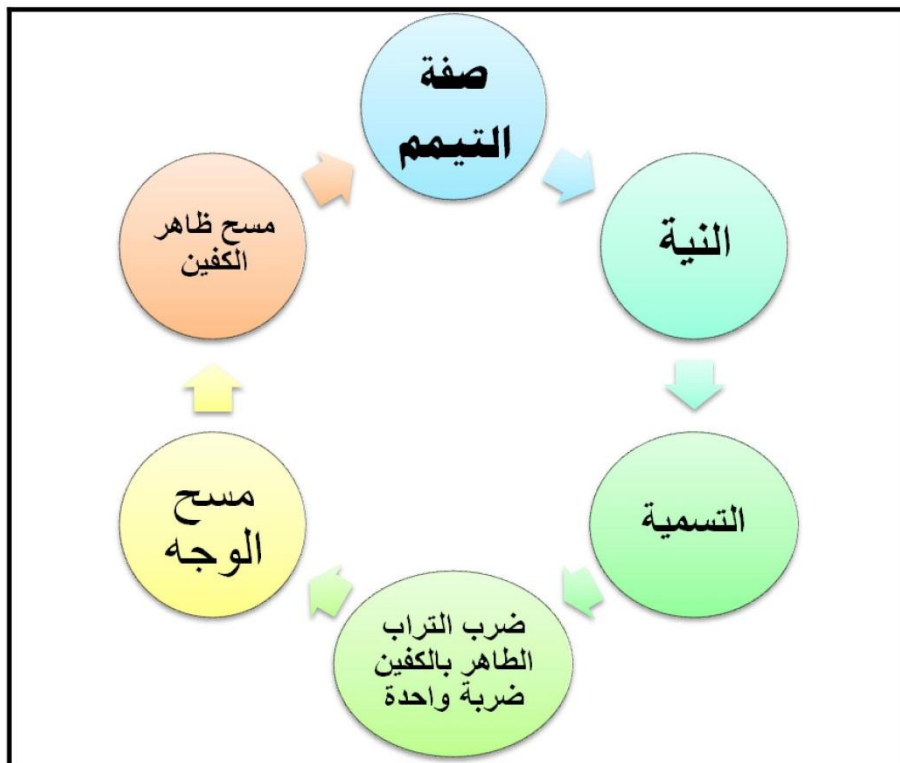 صفة
التيمم
النية
التسمية
ضرب التراب
الطاهر بالكفين
ضربة واحدة
مسح
الوجه
مسح ظاهر
الكفين